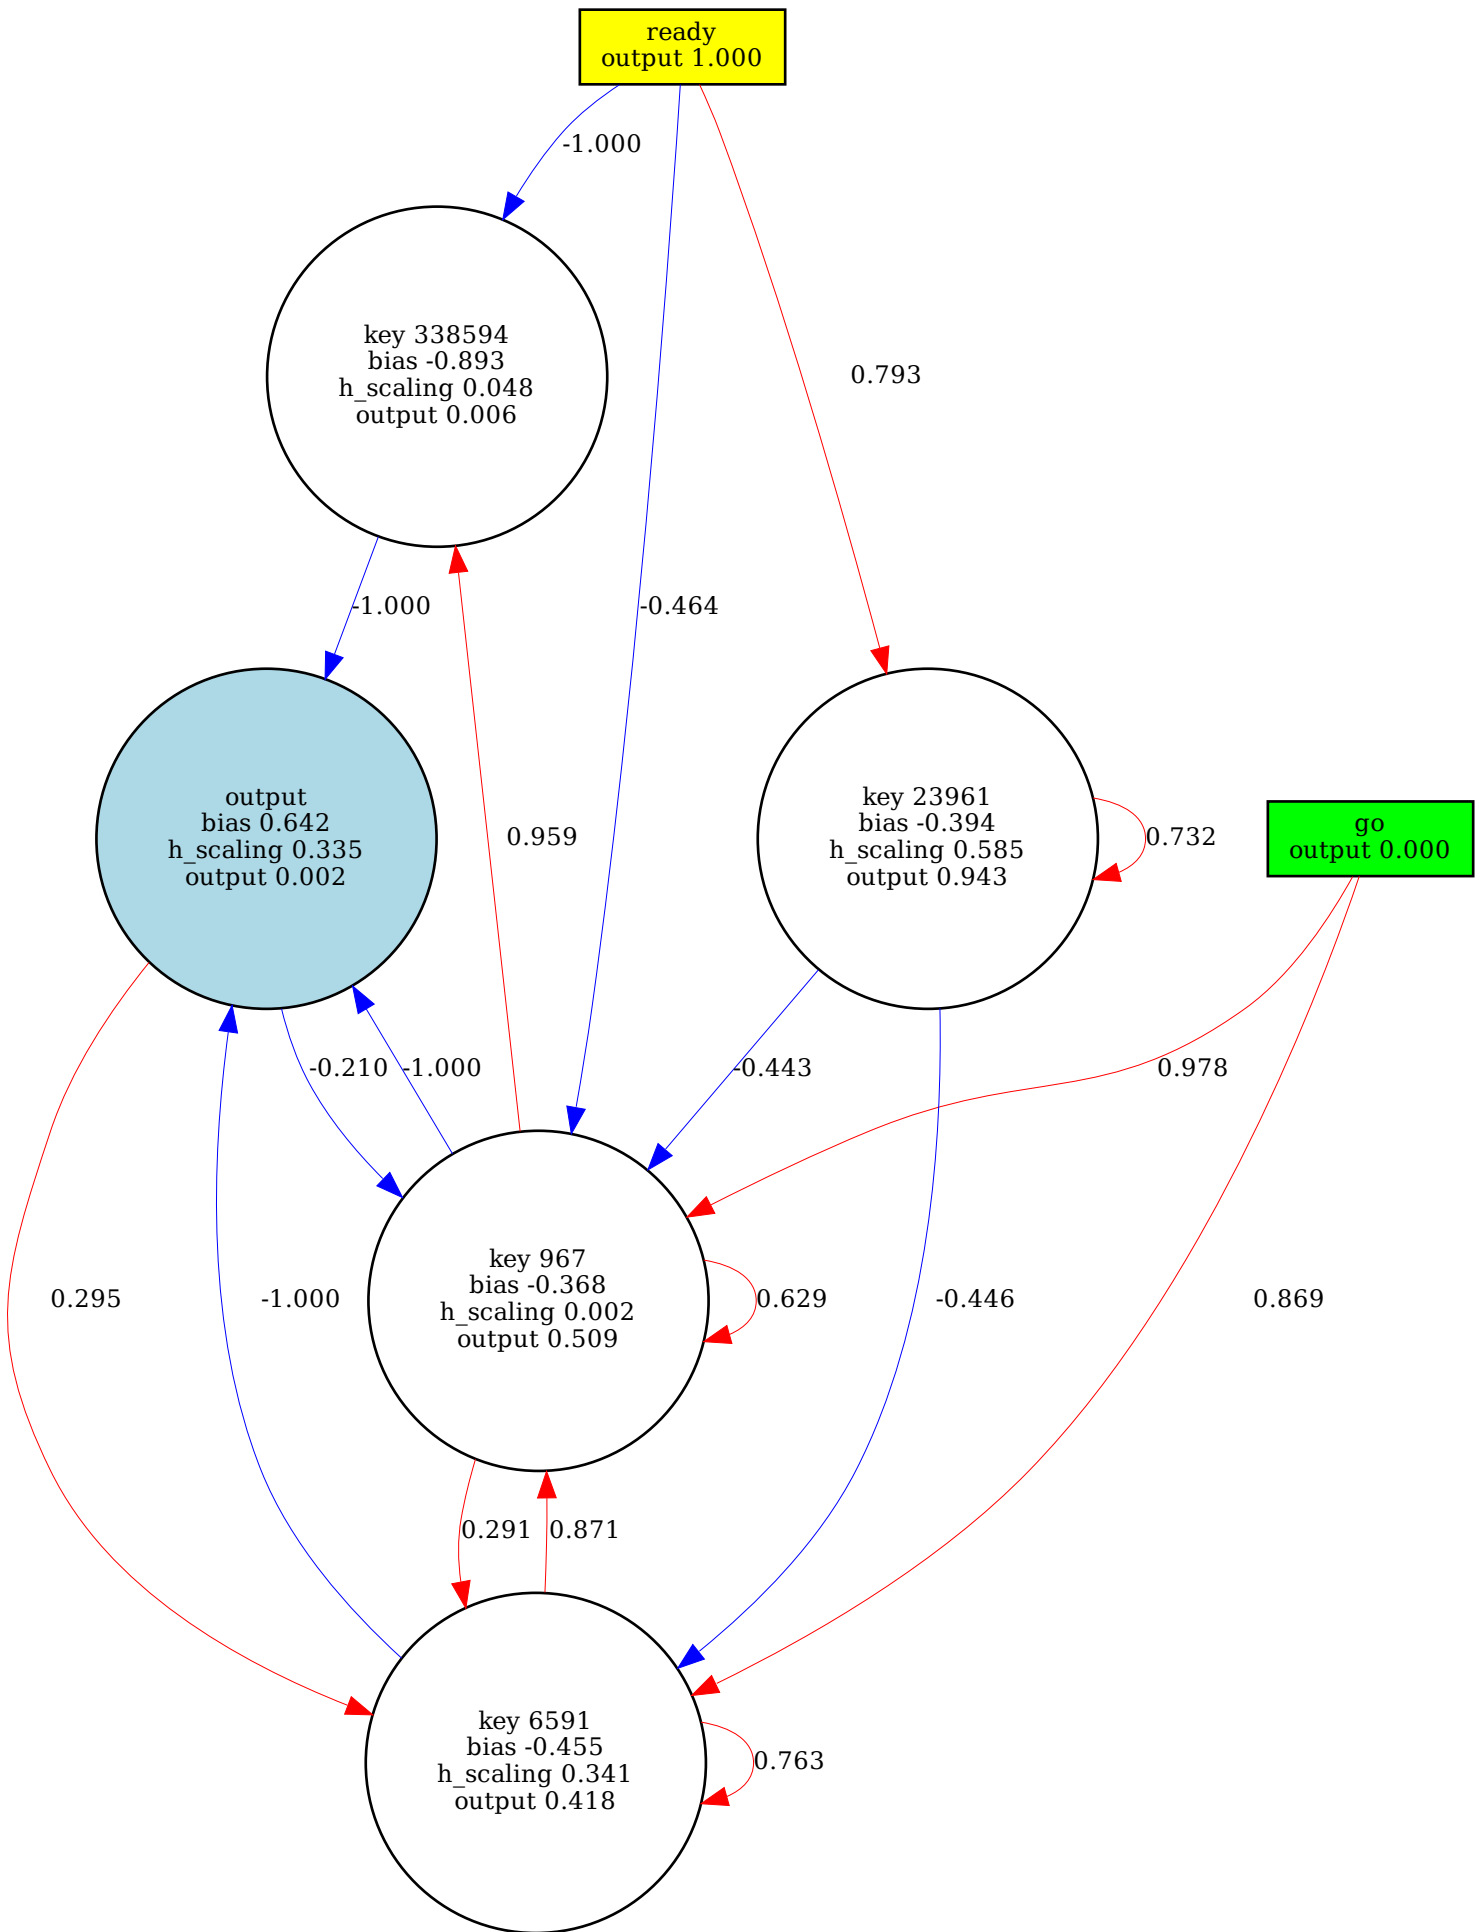 ready
output 1.000
-1.000
key 338594
bias -0.893
h_scaling 0.048
output 0.006
0.793
-1.000
-0.464
output
bias 0.642
h_scaling 0.335
output 0.002
0.959
key 23961
bias -0.394
h_scaling 0.585
output 0.943
0.732
go
output 0.000
-0.210
-1.000
-0.443
0.978
0.295
-1.000
key 967
bias -0.368
h_scaling 0.002
output 0.509
0.629
-0.446
0.869
0.291
0.871
key 6591
bias -0.455
h_scaling 0.341
output 0.418
0.763